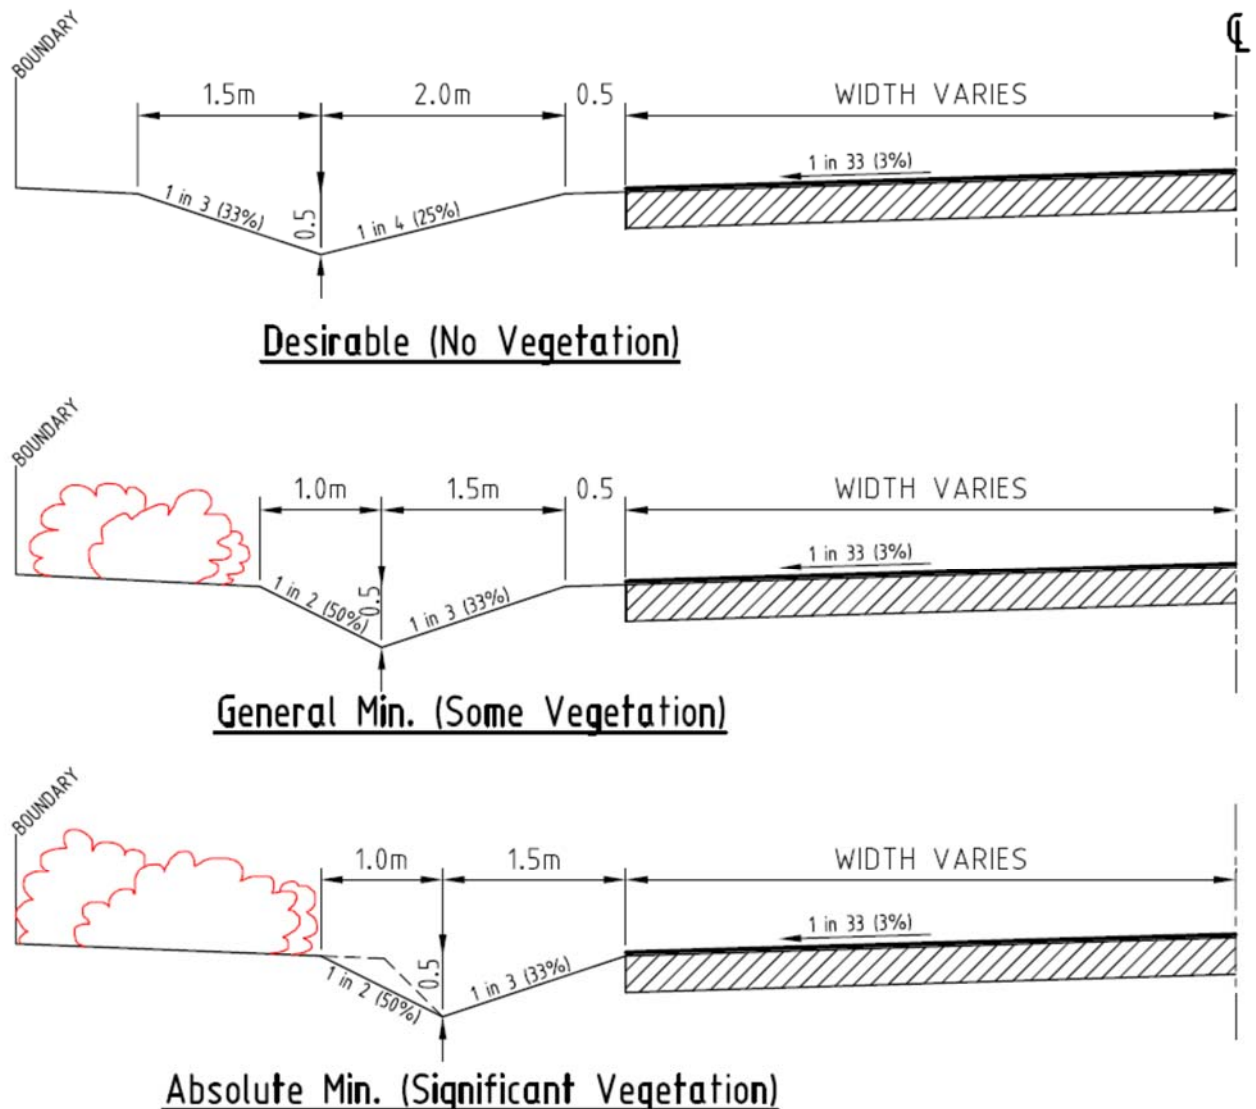 BOUNDARY
℄
1.5m 2.0m 0.5 WIDTH VARIES
1 in 33 (3%)
1 in 3 (33%) 0.5 1 in 4 (25%)
Desirable (No Vegetation)
BOUNDARY
1.0m 1.5m 0.5 WIDTH VARIES
1 in 33 (3%)
1 in 2 (50%) 0.5 1 in 3 (33%)
General Min. (Some Vegetation)
BOUNDARY
1.0m 1.5m WIDTH VARIES
1 in 33 (3%)
1 in 2 (50%) 0.5 1 in 3 (33%)
Absolute Min. (Significant Vegetation)